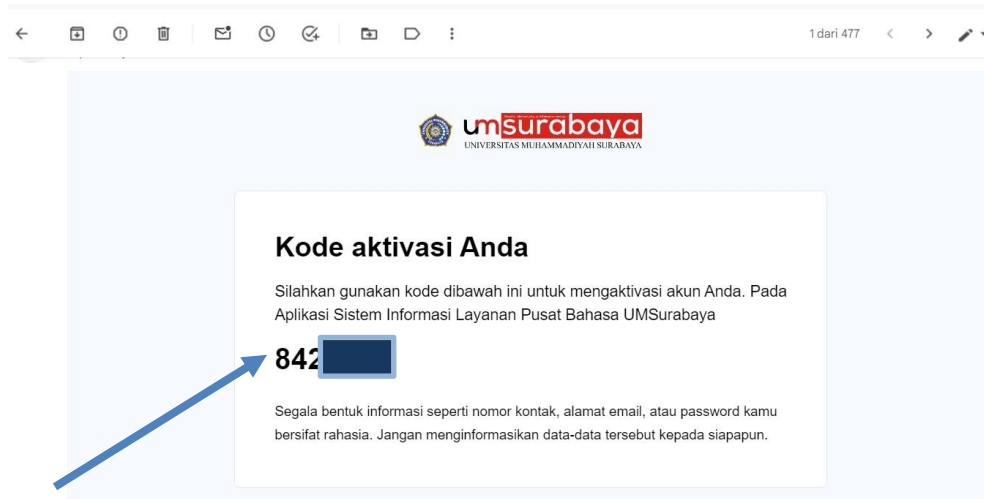 1 dari 477
umsurabaya
UNIVERSITAS MUHAMMADIYAH SURABAYA
Kode aktivasi Anda
Silahkan gunakan kode dibawah ini untuk mengaktivasi akun Anda. Pada
Aplikasi Sistem Informasi Layanan Pusat Bahasa UMSurabaya
842
Segala bentuk informasi seperti nomor kontak, alamat email, atau password kamu
bersifat rahasia. Jangan menginformasikan data-data tersebut kepada siapapun.